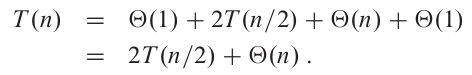 T(n) = Θ(1) + 2T(n/2) + Θ(n) + Θ(1)
= 2T(n/2) + Θ(n) .